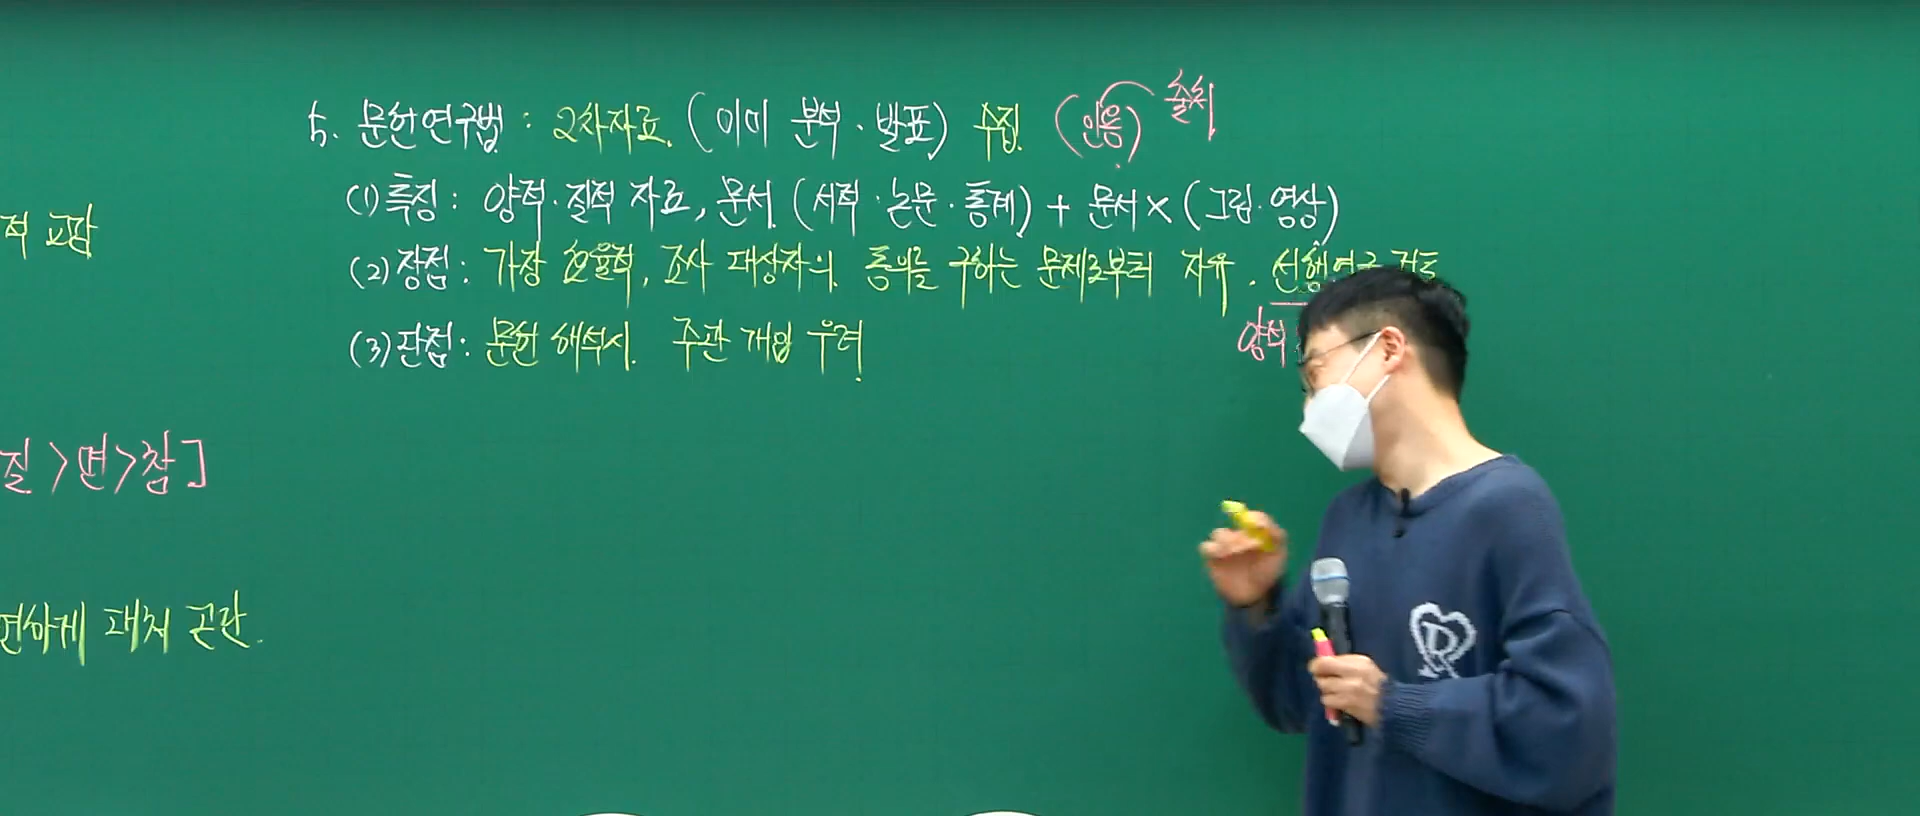 적 교감
질 > 면 > 참]
연하게 대처 곤란.
5. 문헌연구법 : 2차자료 (이미 분석·발표) 수집 (인용) 출처
(1) 특징 : 양적·질적 자료, 문서 (서적·논문·통계) + 문서× (그림·영상)
(2) 장점 : 가장 효율적, 조사 대상자의 동의를 구하는 문제로부터 자유. 선행연구 검토
양적
(3) 단점 : 문헌 해석시 주관 개입 우려